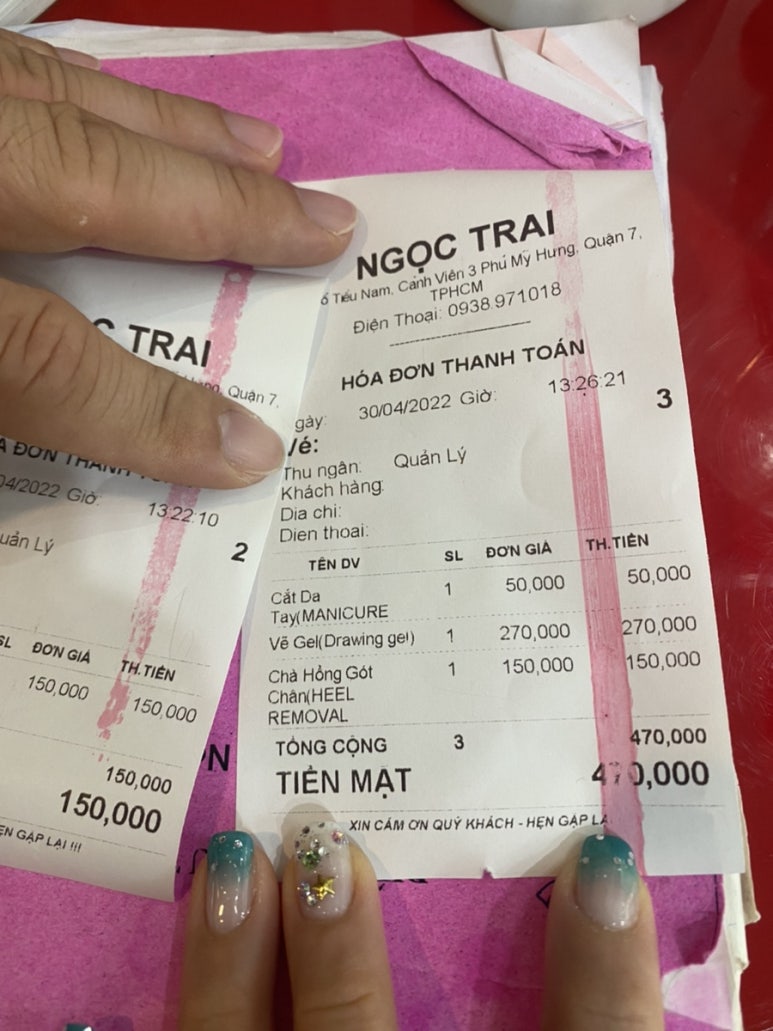 NGỌC TRAI
Tiểu Nam, Cảnh Viên 3 Phú Mỹ Hưng, Quận 7,
TPHCM
Điện Thoại: 0938.971018
HÓA ĐƠN THANH TOÁN
gày: 30/04/2022 Giờ: 13:26:21
3
Vé:
Thu ngân: Quản Lý
Khách hàng:
Dia chi:
Dien thoai:
TÊN DV SL ĐƠN GIÁ TH.TIỀN
Cắt Da 1 50,000 50,000
Tay(MANICURE
Vẽ Gel(Drawing gel) 1 270,000 270,000
Chà Hồng Gót 1 150,000 150,000
Chân(HEEL
REMOVAL
TỔNG CỘNG 3 470,000
TIỀN MẶT 470,000
XIN CÁM ƠN QUÝ KHÁCH - HẸN GẶP LẠ
TRAI
Quận 7,
ĐƠN THANH
04/2022 Giờ: 13:22:10
uản Lý
2
SL ĐƠN GIÁ TH.TIỀN
150,000 150,000
150,000
150,000
ẸN GẶP LẠI !!!